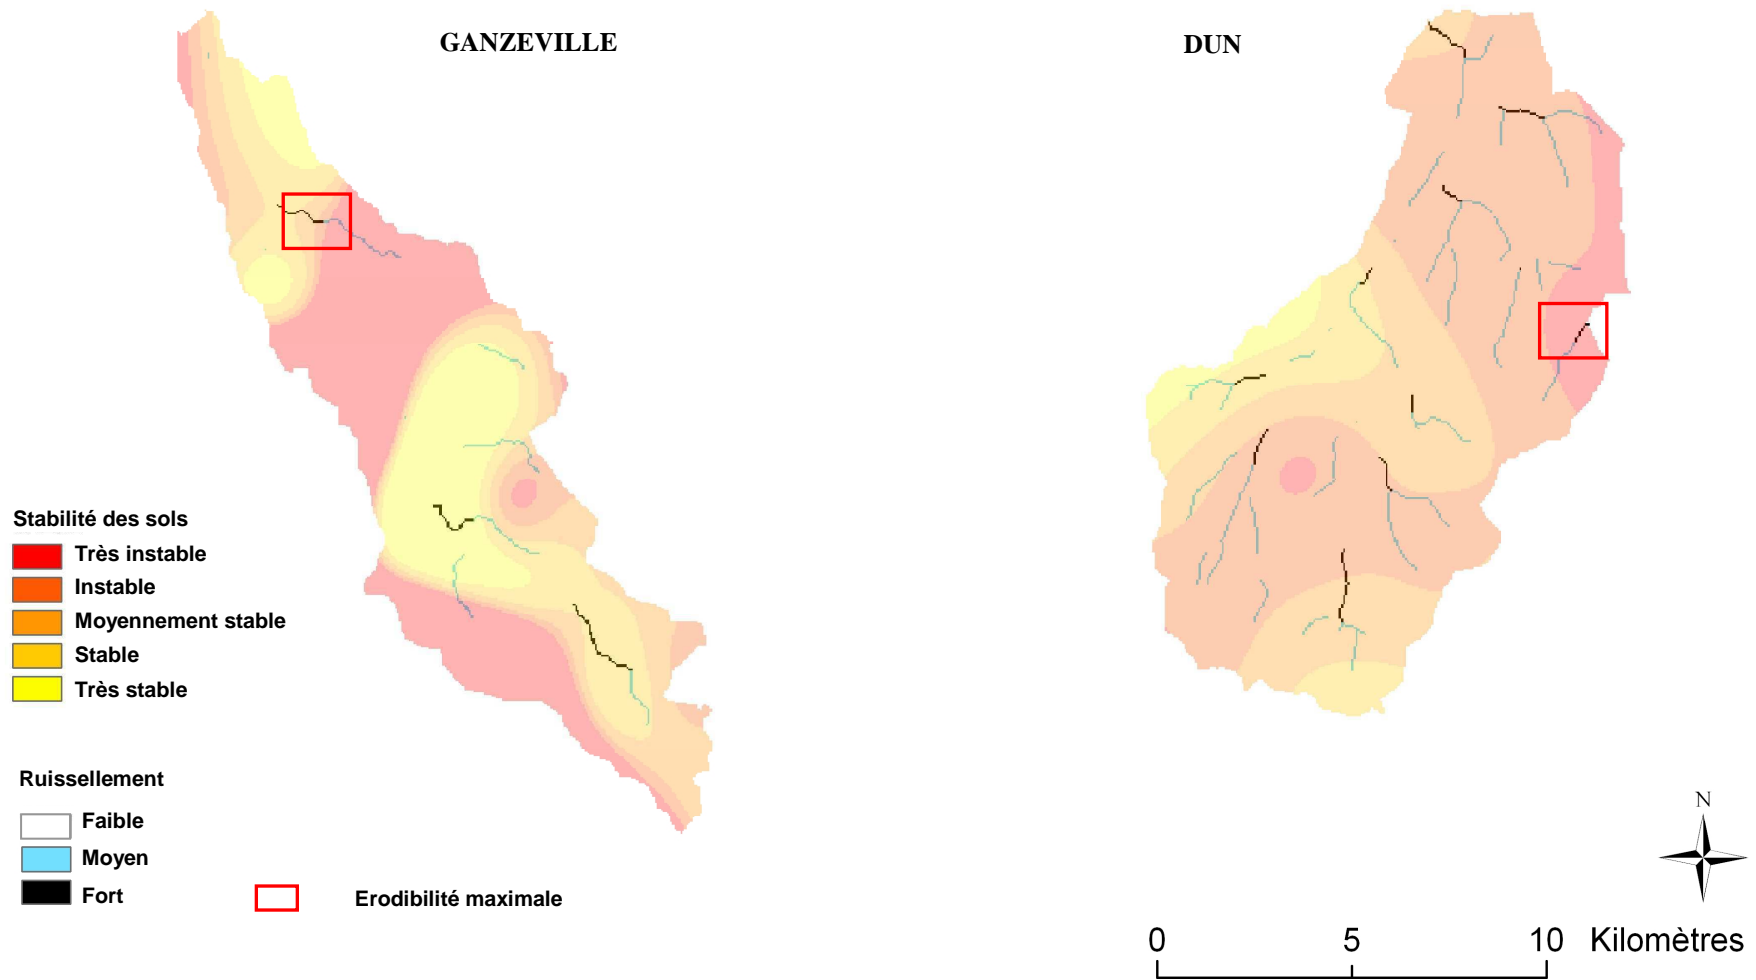 GANZEVILLE
DUN
Stabilité des sols
Très instable
Instable
Moyennement stable
Stable
Très stable
Ruissellement
Faible
Moyen
Fort
Erodibilité maximale
N
0 5 10 Kilomètres